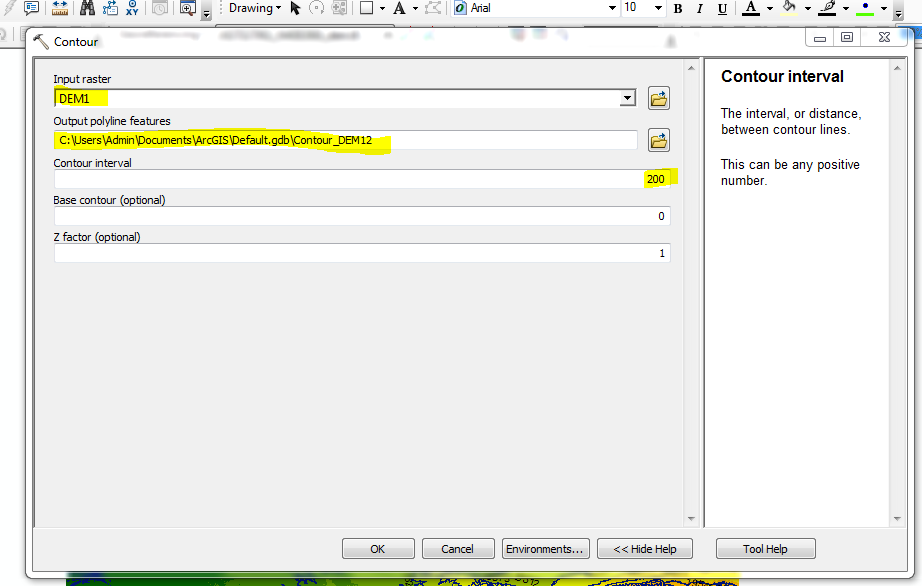 XY Drawing A Arial 10 B I U A
Contour
Input raster
DEM1
Output polyline features
C:\Users\Admin\Documents\ArcGIS\Default.gdb\Contour_DEM12
Contour interval
200
Base contour (optional)
0
Z factor (optional)
1
Contour interval
The interval, or distance,
between contour lines.
This can be any positive
number.
OK Cancel Environments... << Hide Help Tool Help